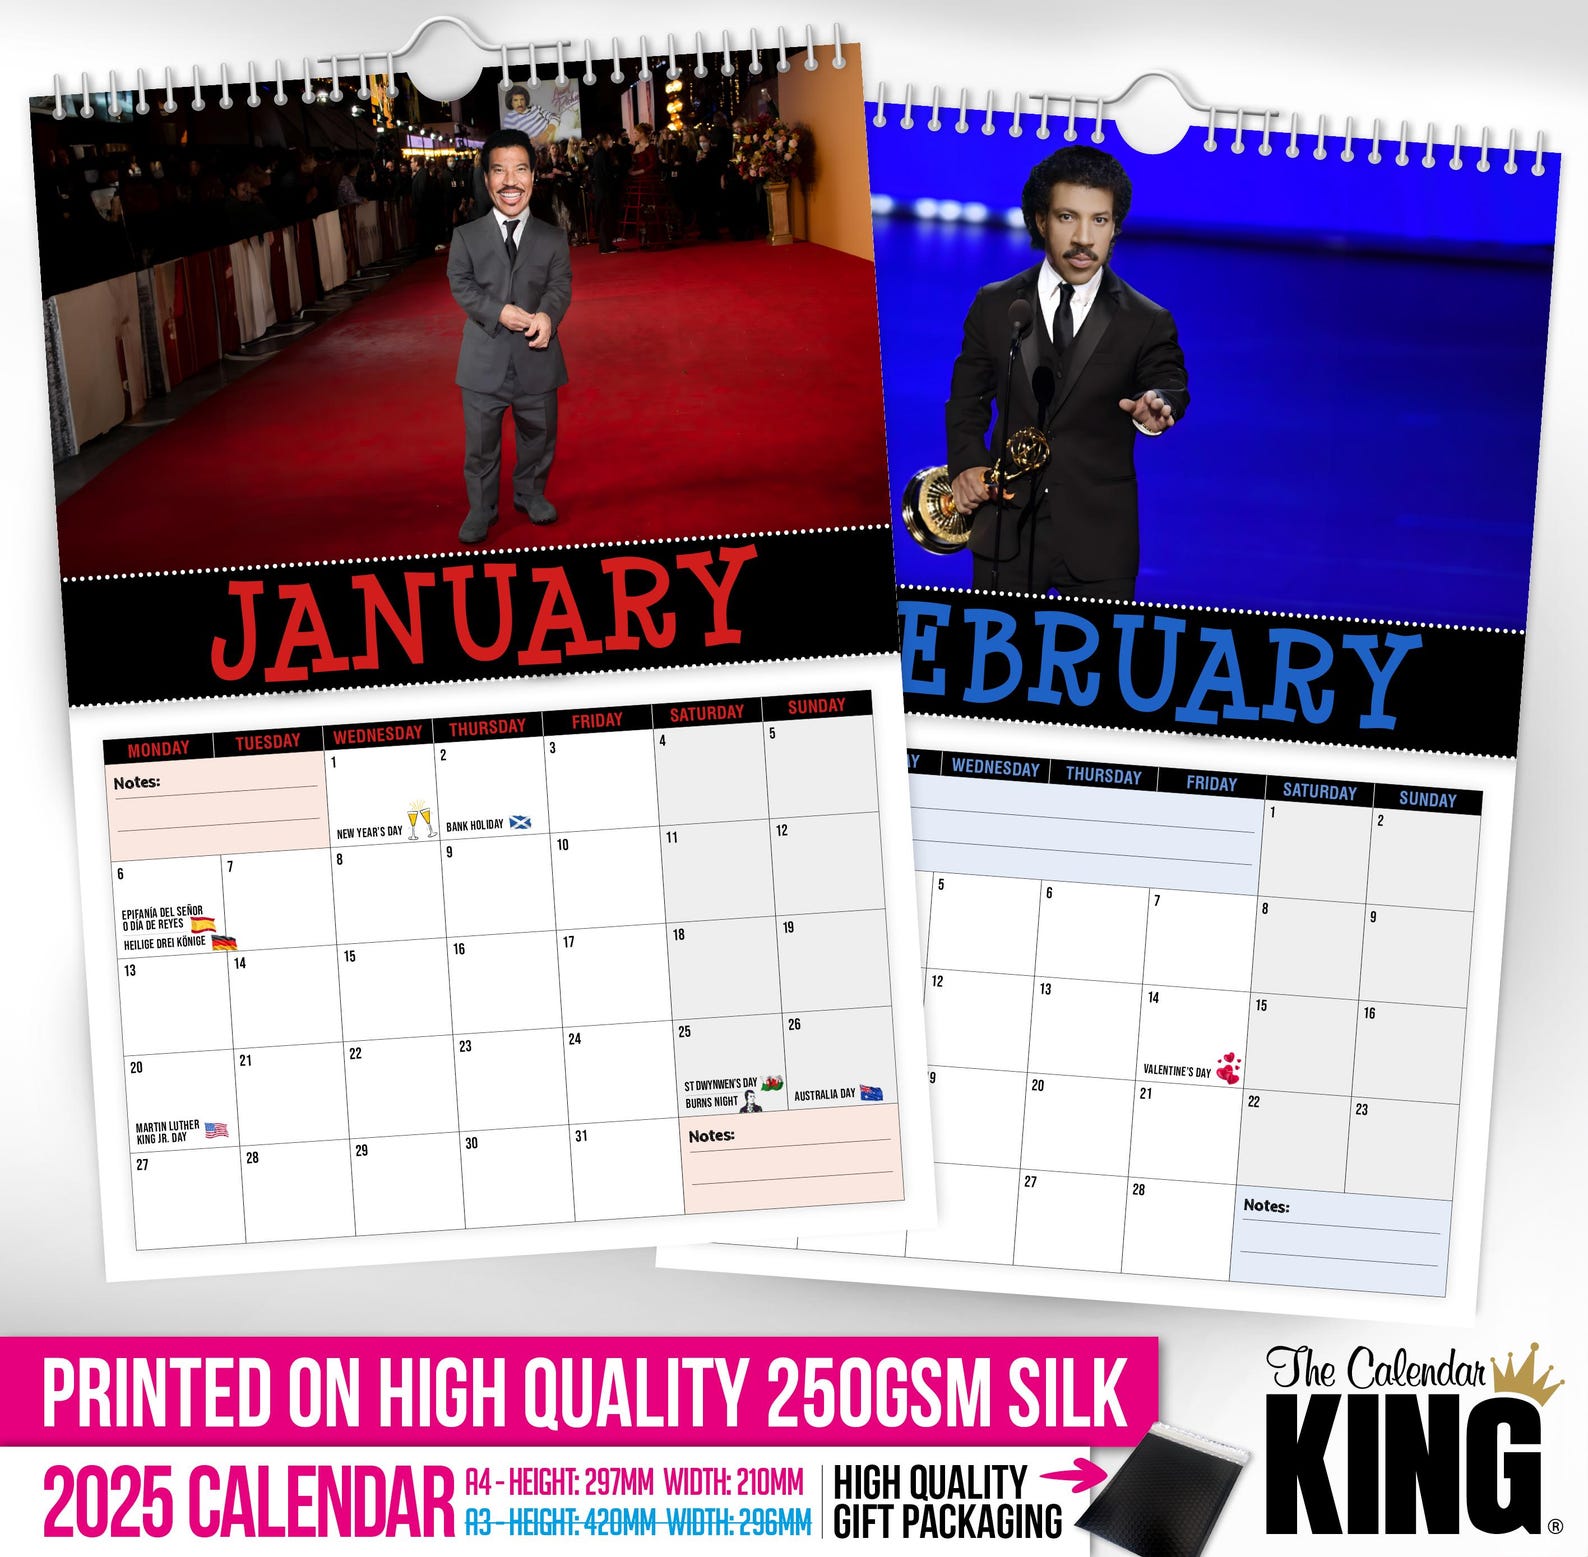 JANUARY
MONDAY TUESDAY WEDNESDAY THURSDAY FRIDAY SATURDAY SUNDAY
Notes:
1 2 3 4 5
NEW YEAR'S DAY
BANK HOLIDAY
6 7 8 9 10 11 12
EPIFANÍA DEL SEÑOR
O DÍA DE REYES
HEILIGE DREI KÖNIGE
13 14 15 16 17 18 19
20 21 22 23 24 25 26
MARTIN LUTHER
KING JR. DAY
ST DWYNWEN'S DAY
BURNS NIGHT
AUSTRALIA DAY
27 28 29 30 31
Notes:
EBRUARY
AY WEDNESDAY THURSDAY FRIDAY SATURDAY SUNDAY
1 2
5 6 7 8 9
12 13 14 15 16
VALENTINE'S DAY
9 20 21 22 23
27 28
Notes:
PRINTED ON HIGH QUALITY 250GSM SILK
2025 CALENDAR
A4 - HEIGHT: 297MM WIDTH: 210MM
A3 - HEIGHT: 420MM WIDTH: 296MM
HIGH QUALITY
GIFT PACKAGING
The Calendar
KING®